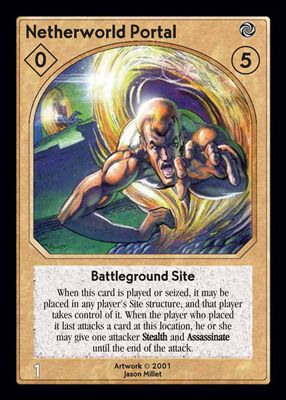 Netherworld Portal
0
5
Battleground Site
When this card is played or seized, it may be
placed in any player's Site structure, and that player
takes control of it. When the player who placed
it last attacks a card at this location, he or she
may give one attacker Stealth and Assassinate
until the end of the attack.
1
Artwork © 2001
Jason Millet